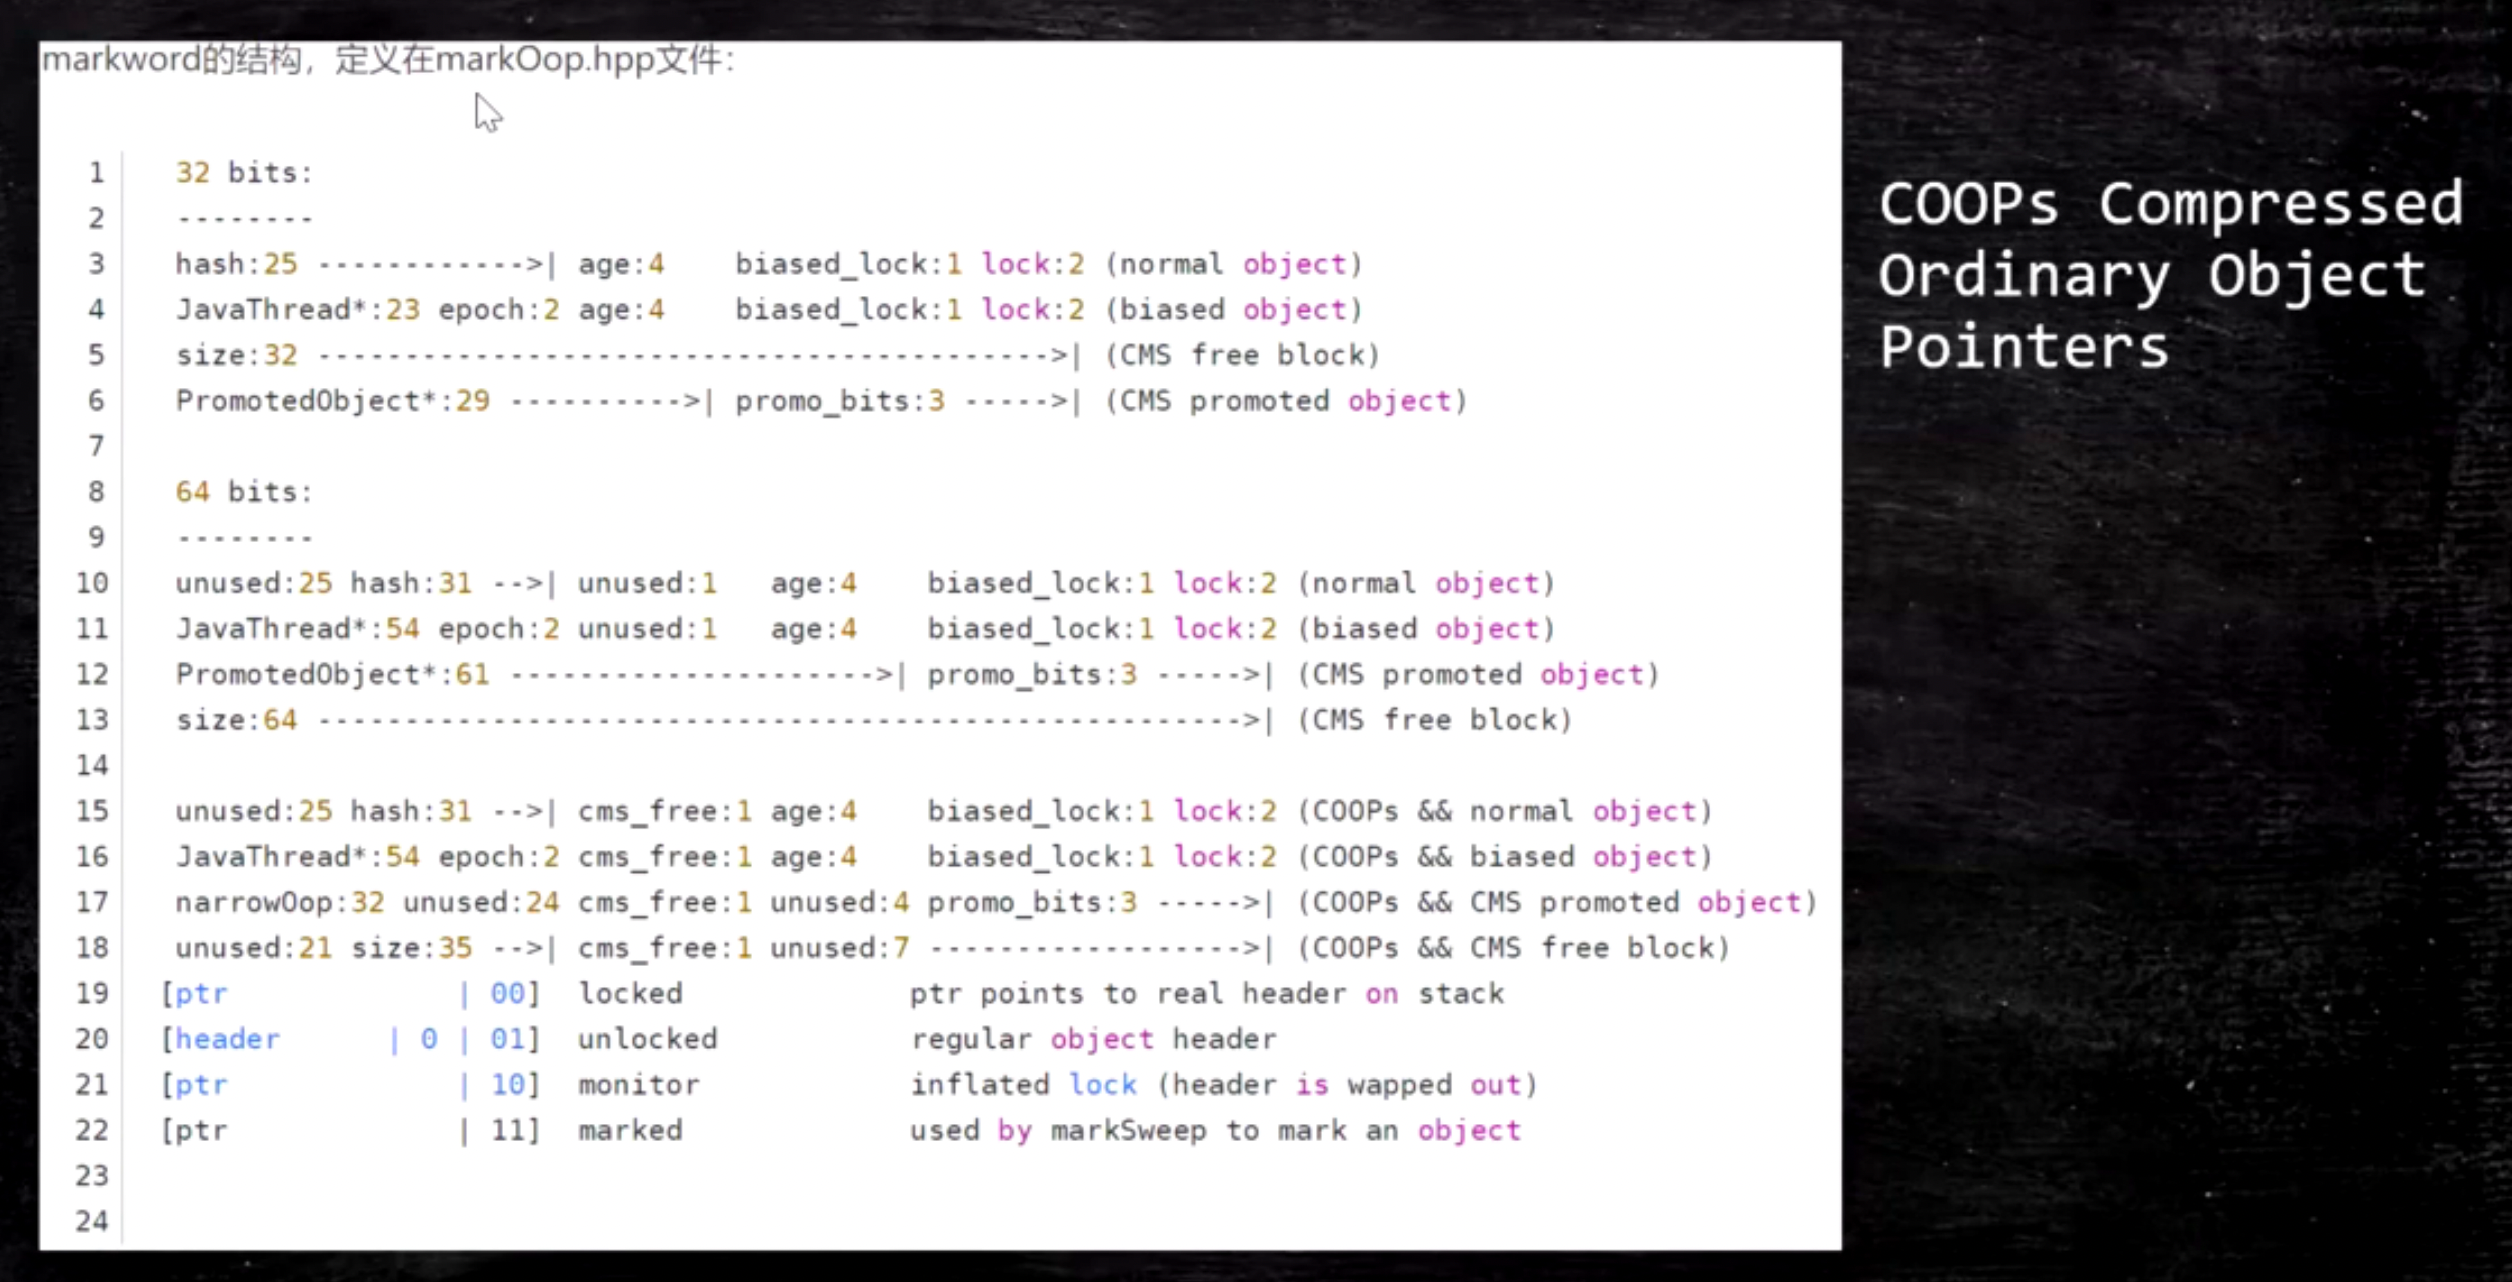 markword的结构，定义在markOop.hpp文件：
1 32 bits:
2 --------
3 hash:25 ------------>| age:4    biased_lock:1 lock:2 (normal object)
4 JavaThread*:23 epoch:2 age:4    biased_lock:1 lock:2 (biased object)
5 size:32 ------------------------------------------>| (CMS free block)
6 PromotedObject*:29 ---------->| promo_bits:3 ----->| (CMS promoted object)
7
8 64 bits:
9 --------
10 unused:25 hash:31 -->| unused:1   age:4    biased_lock:1 lock:2 (normal object)
11 JavaThread*:54 epoch:2 unused:1   age:4    biased_lock:1 lock:2 (biased object)
12 PromotedObject*:61 --------------------->| promo_bits:3 ----->| (CMS promoted object)
13 size:64 ----------------------------------------------------->| (CMS free block)
14
15 unused:25 hash:31 -->| cms_free:1 age:4    biased_lock:1 lock:2 (COOPs && normal object)
16 JavaThread*:54 epoch:2 cms_free:1 age:4    biased_lock:1 lock:2 (COOPs && biased object)
17 narrowOop:32 unused:24 cms_free:1 unused:4 promo_bits:3 ----->| (COOPs && CMS promoted object)
18 unused:21 size:35 -->| cms_free:1 unused:7 ------------------>| (COOPs && CMS free block)
19 [ptr             | 00]  locked             ptr points to real header on stack
20 [header      | 0 | 01]  unlocked           regular object header
21 [ptr             | 10]  monitor            inflated lock (header is wapped out)
22 [ptr             | 11]  marked             used by markSweep to mark an object
23
24
COOPs Compressed
Ordinary Object
Pointers